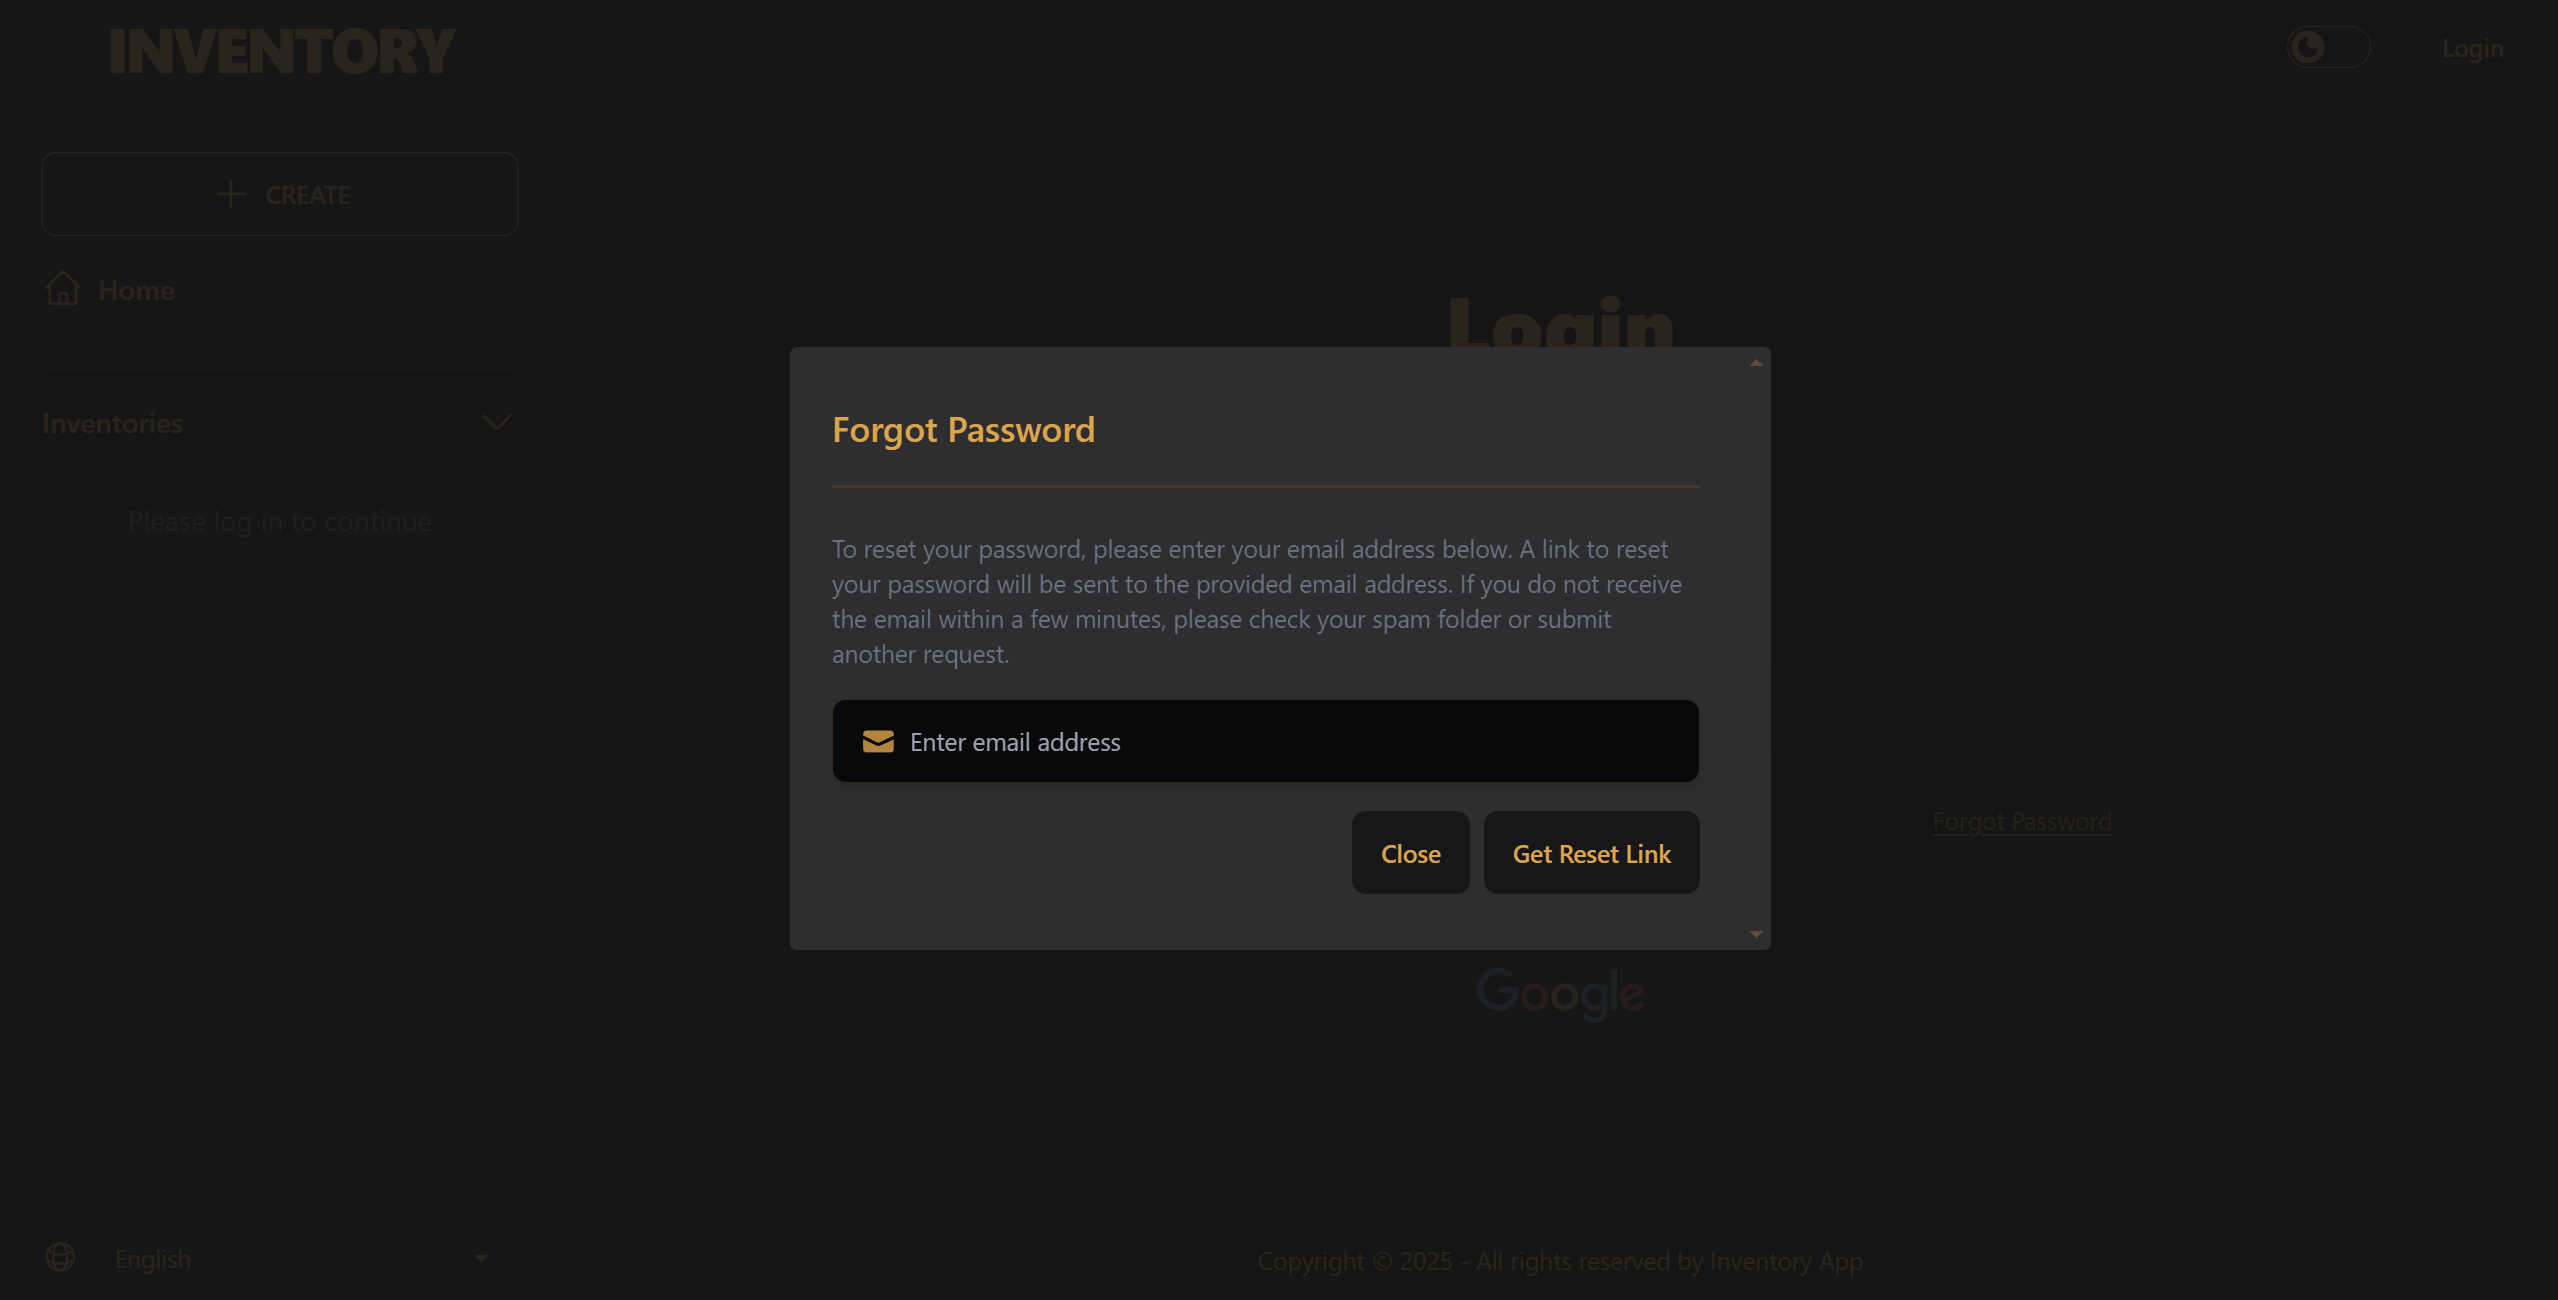 INVENTORY
Login
CREATE
Home
Inventories
Please log in to continue
Login
Forgot Password
To reset your password, please enter your email address below. A link to reset
your password will be sent to the provided email address. If you do not receive
the email within a few minutes, please check your spam folder or submit
another request.
Enter email address
Close
Get Reset Link
Forgot Password
Google
English
Copyright © 2025 - All rights reserved by Inventory App